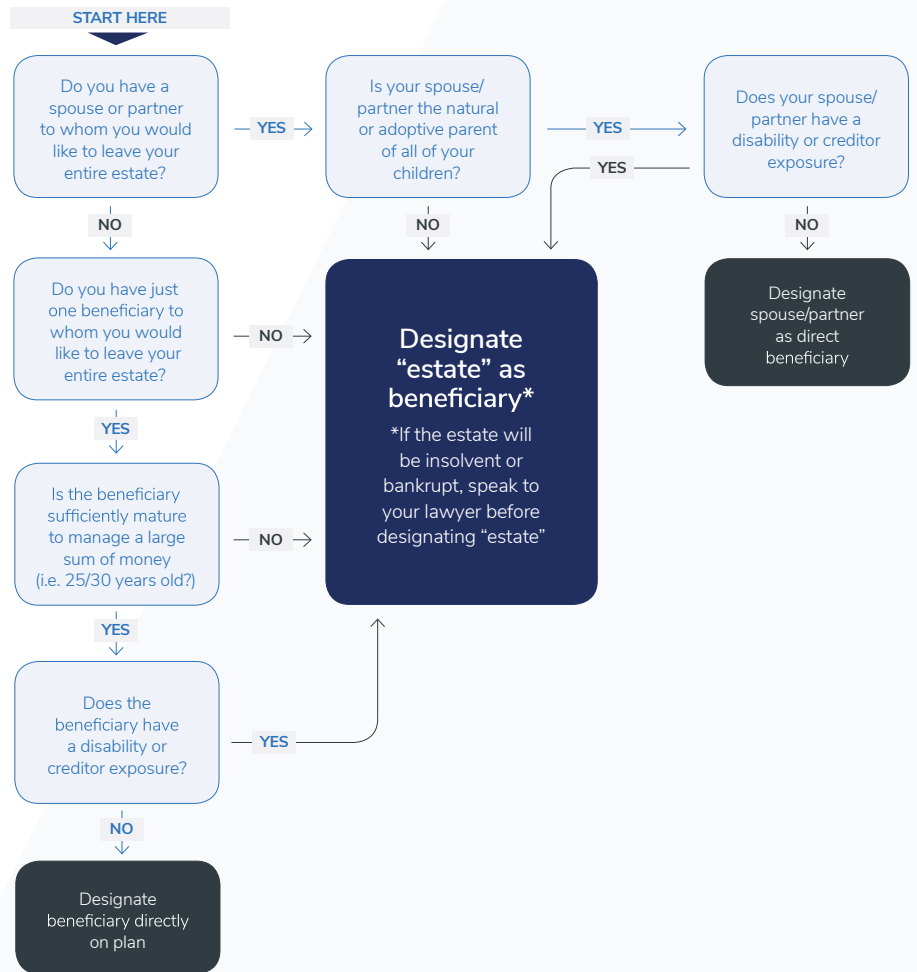 START HERE
Do you have a
spouse or partner
to whom you would
like to leave your
entire estate?
YES
Is your spouse/
partner the natural
or adoptive parent
of all of your
children?
YES
Does your spouse/
partner have a
disability or creditor
exposure?
YES
NO
NO
NO
Do you have just
one beneficiary to
whom you would
like to leave your
entire estate?
NO
Designate
“estate” as
beneficiary*
*If the estate will
be insolvent or
bankrupt, speak to
your lawyer before
designating “estate”
Designate
spouse/partner
as direct
beneficiary
YES
Is the beneficiary
sufficiently mature
to manage a large
sum of money
(i.e. 25/30 years old?)
NO
YES
Does the
beneficiary have
a disability or
creditor exposure?
YES
NO
Designate
beneficiary directly
on plan